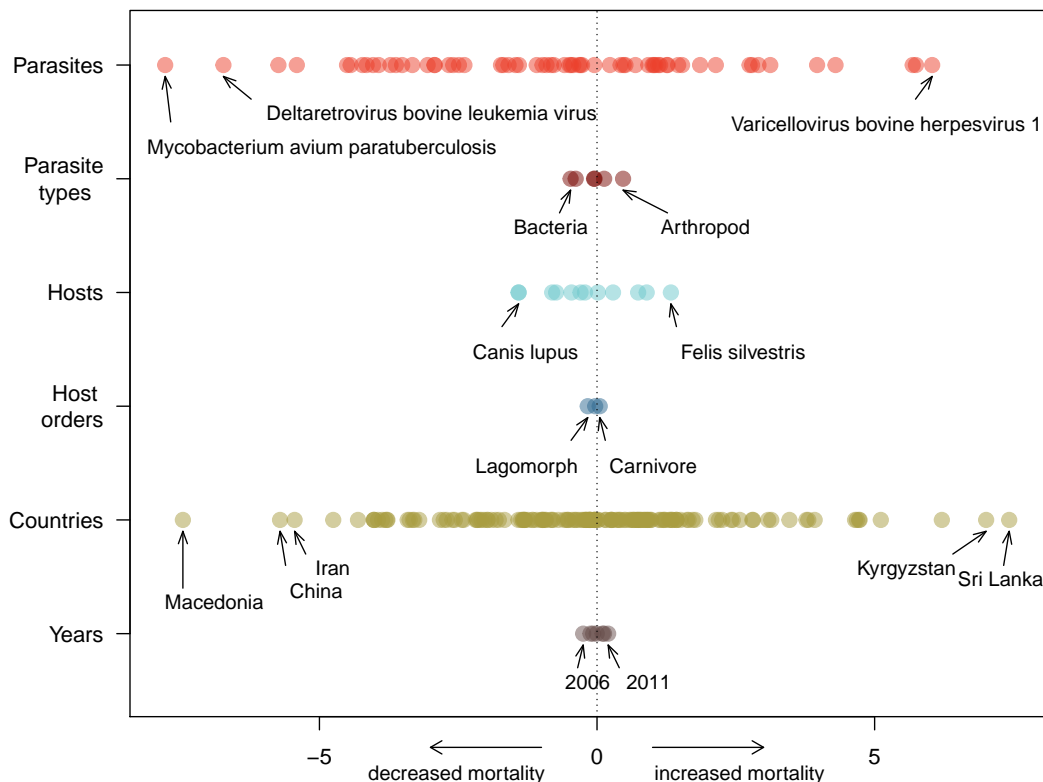 Parasites
Deltaretrovirus bovine leukemia virus
Varicellovirus bovine herpesvirus 1
Mycobacterium avium paratuberculosis
Parasite
types
Bacteria
Arthropod
Hosts
Canis lupus
Felis silvestris
Host
orders
Lagomorph
Carnivore
Countries
Iran
Kyrgyzstan
China
Sri Lanka
Macedonia
Years
2006
2011
−5
0
5
decreased mortality
increased mortality